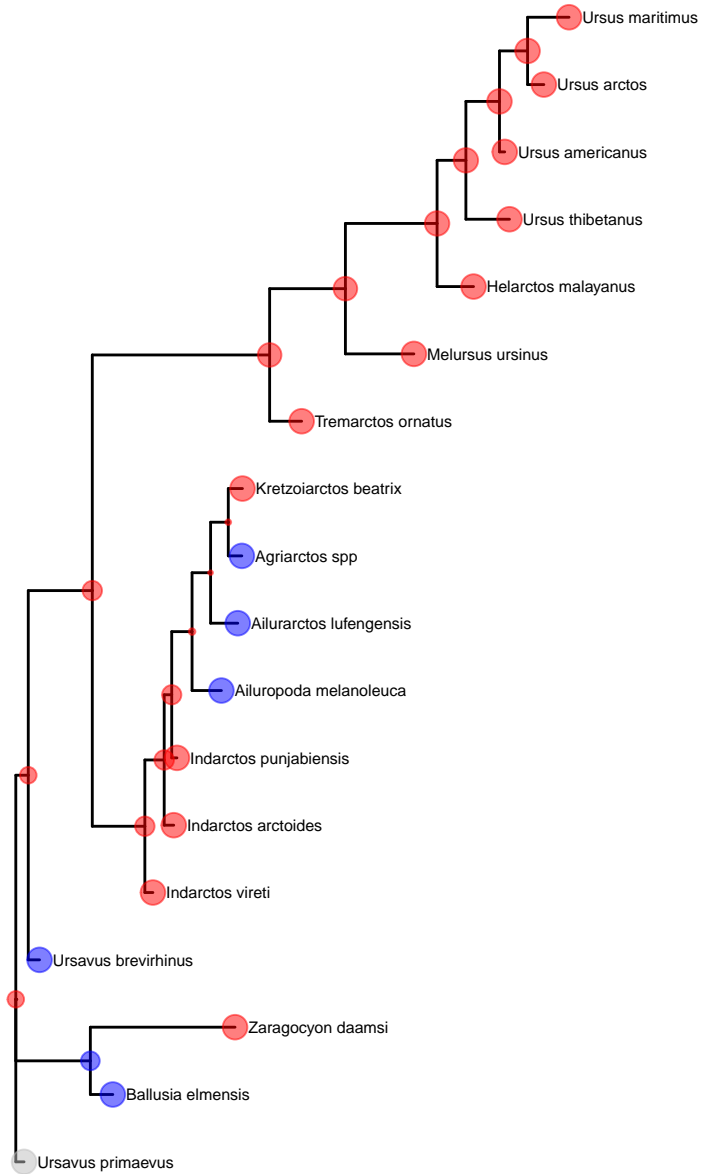 Ursus maritimus
Ursus arctos
Ursus americanus
Ursus thibetanus
Helarctos malayanus
Melursus ursinus
Tremarctos ornatus
Kretzoiarctos beatrix
Agriarctos spp
Ailurarctos lufengensis
Ailuropoda melanoleuca
Indarctos punjabiensis
Indarctos arctoides
Indarctos vireti
Ursavus brevirhinus
Zaragocyon daamsi
Ballusia elmensis
Ursavus primaevus